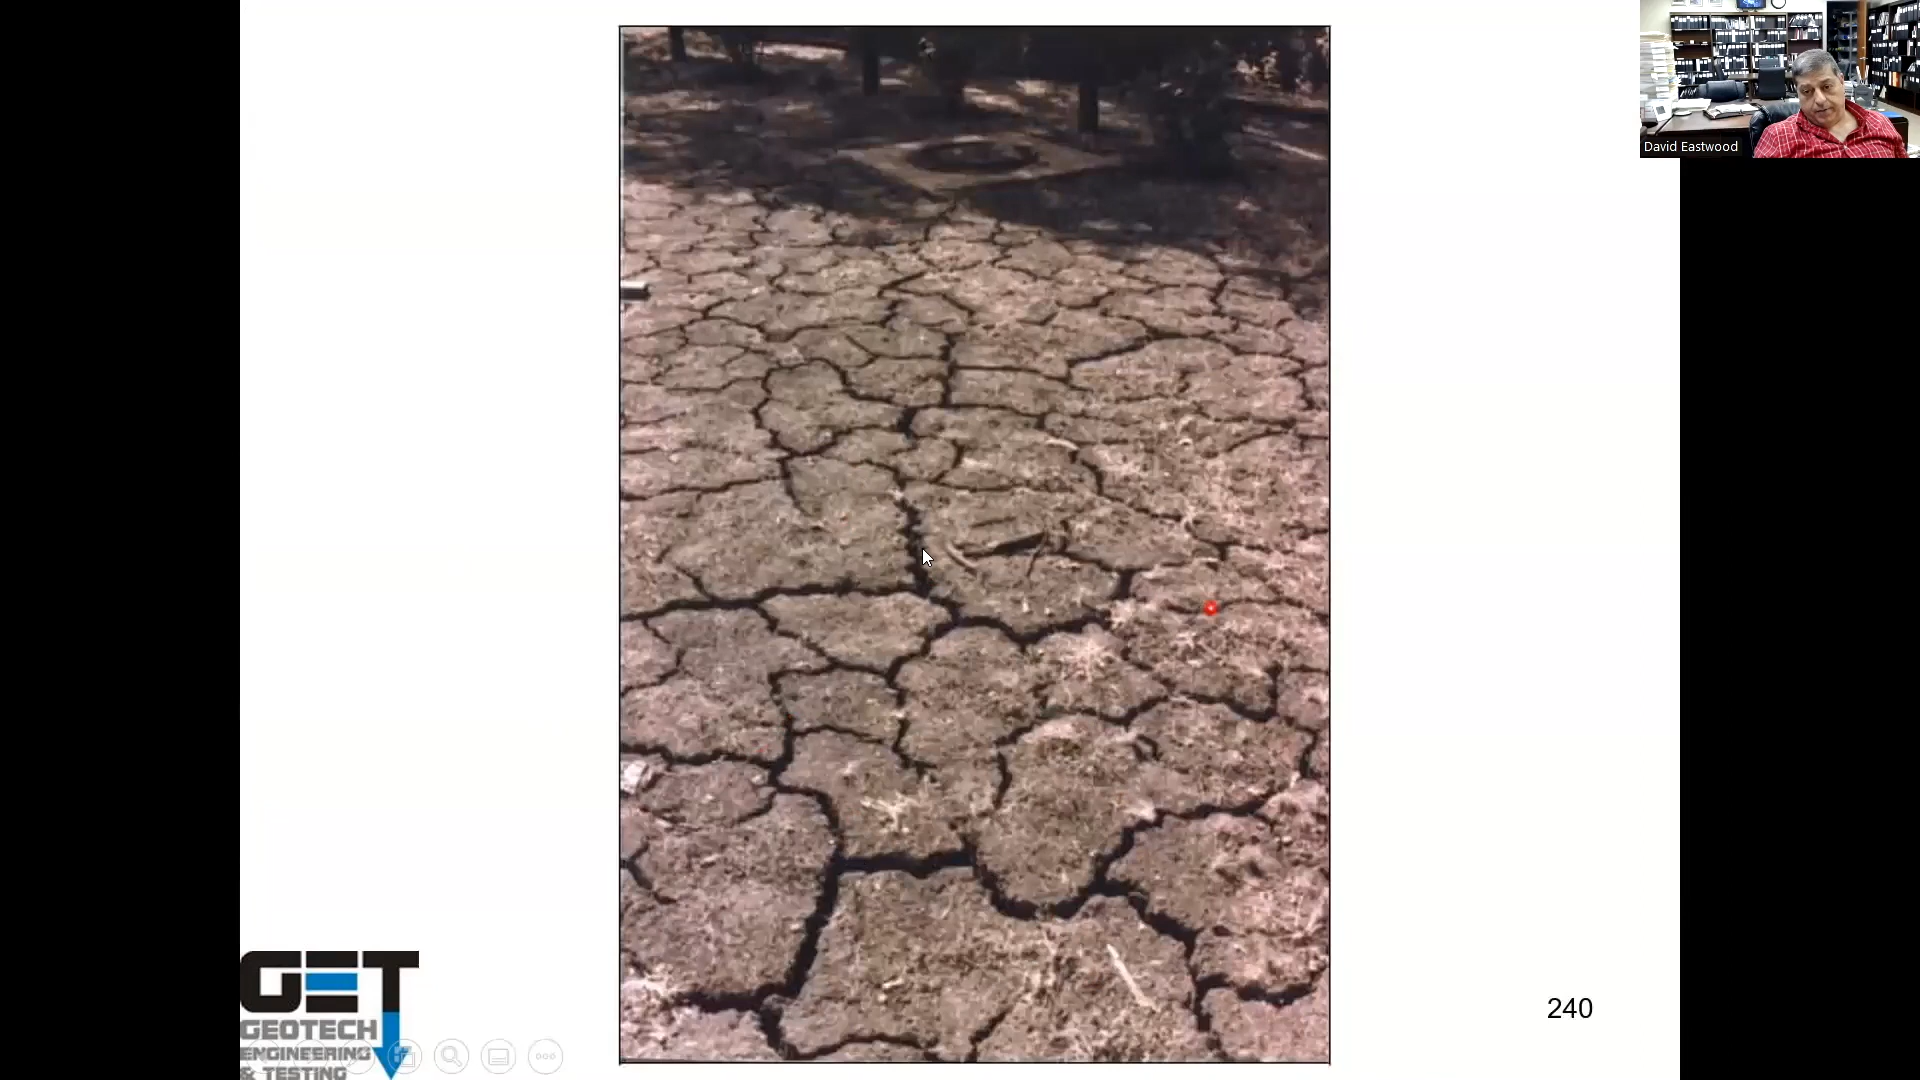 David Eastwood
GET
GEOTECH
ENGINEERING
& TESTING
240